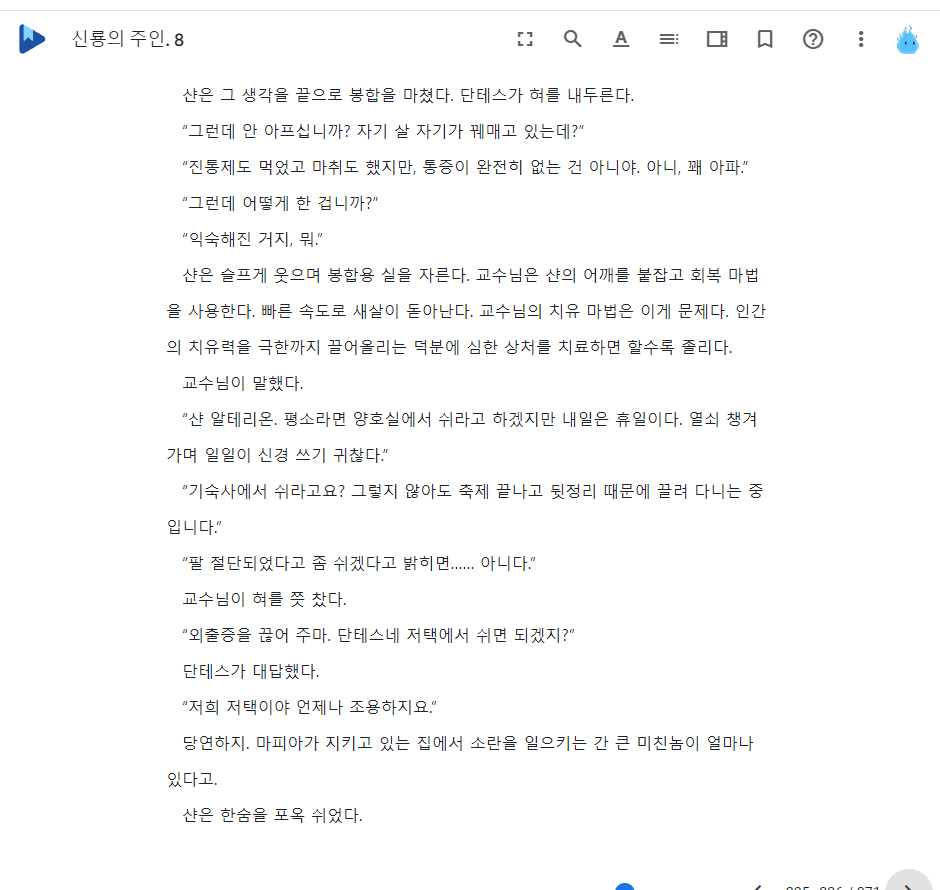 신룡의 주인. 8
샨은 그 생각을 끝으로 봉합을 마쳤다. 단테스가 혀를 내두른다.
“그런데 안 아프십니까? 자기 살 자기가 꿰매고 있는데?”
“진통제도 먹었고 마취도 했지만, 통증이 완전히 없는 건 아니야. 아니, 꽤 아파.”
“그런데 어떻게 한 겁니까?”
“익숙해진 거지, 뭐.”
샨은 슬프게 웃으며 봉합용 실을 자른다. 교수님은 샨의 어깨를 붙잡고 회복 마법
을 사용한다. 빠른 속도로 새살이 돋아난다. 교수님의 치유 마법은 이게 문제다. 인간
의 치유력을 극한까지 끌어올리는 덕분에 심한 상처를 치료하면 할수록 졸리다.
교수님이 말했다.
“샨 알테리온. 평소라면 양호실에서 쉬라고 하겠지만 내일은 휴일이다. 열쇠 챙겨
가며 일일이 신경 쓰기 귀찮다.”
“기숙사에서 쉬라고요? 그렇지 않아도 축제 끝나고 뒷정리 때문에 끌려 다니는 중
입니다.”
“팔 절단되었다고 좀 쉬겠다고 밝히면…… 아니다.”
교수님이 혀를 쯧 찼다.
“외출증을 끊어 주마. 단테스네 저택에서 쉬면 되겠지?”
단테스가 대답했다.
“저희 저택이야 언제나 조용하지요.”
당연하지. 마피아가 지키고 있는 집에서 소란을 일으키는 간 큰 미친놈이 얼마나
있다고.
샨은 한숨을 포옥 쉬었다.